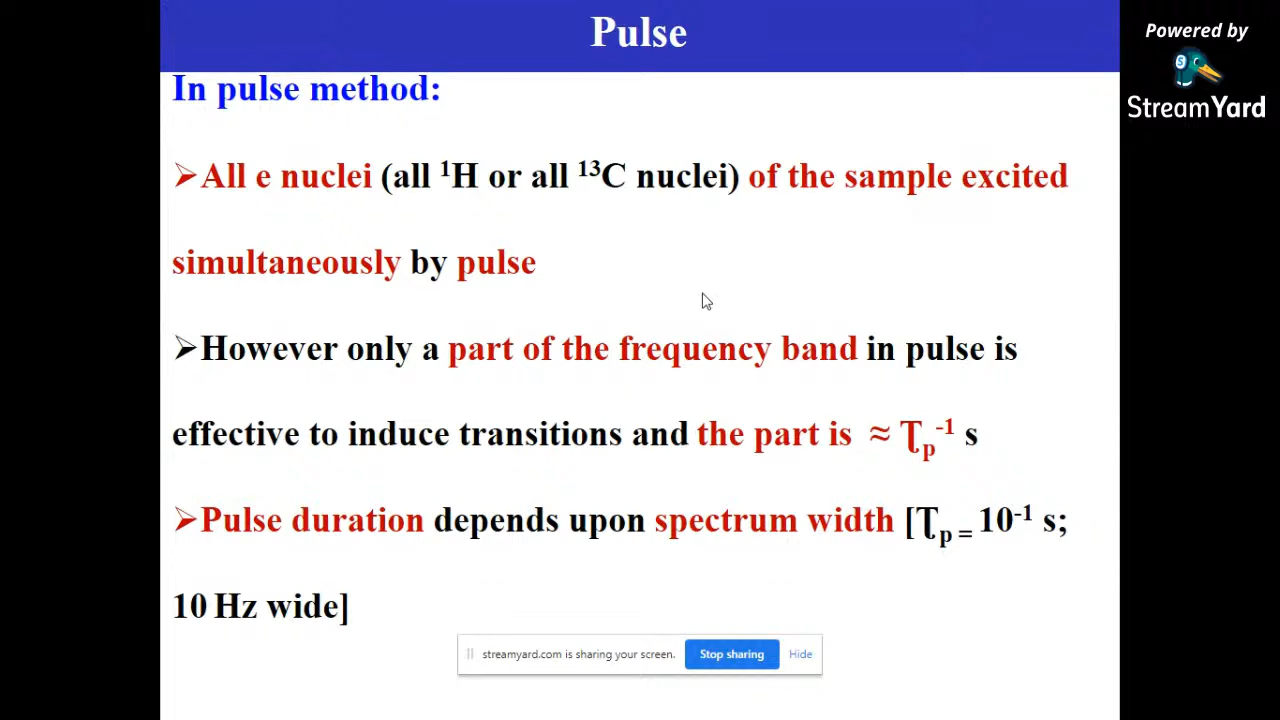 Pulse
Powered by
StreamYard
In pulse method:
➢All e nuclei (all ¹H or all ¹³C nuclei) of the sample excited
simultaneously by pulse
➢However only a part of the frequency band in pulse is
effective to induce transitions and the part is ≈ Ʈp⁻¹ s
➢Pulse duration depends upon spectrum width [Ʈp = 10⁻¹ s;
10 Hz wide]
streamyard.com is sharing your screen. Stop sharing Hide